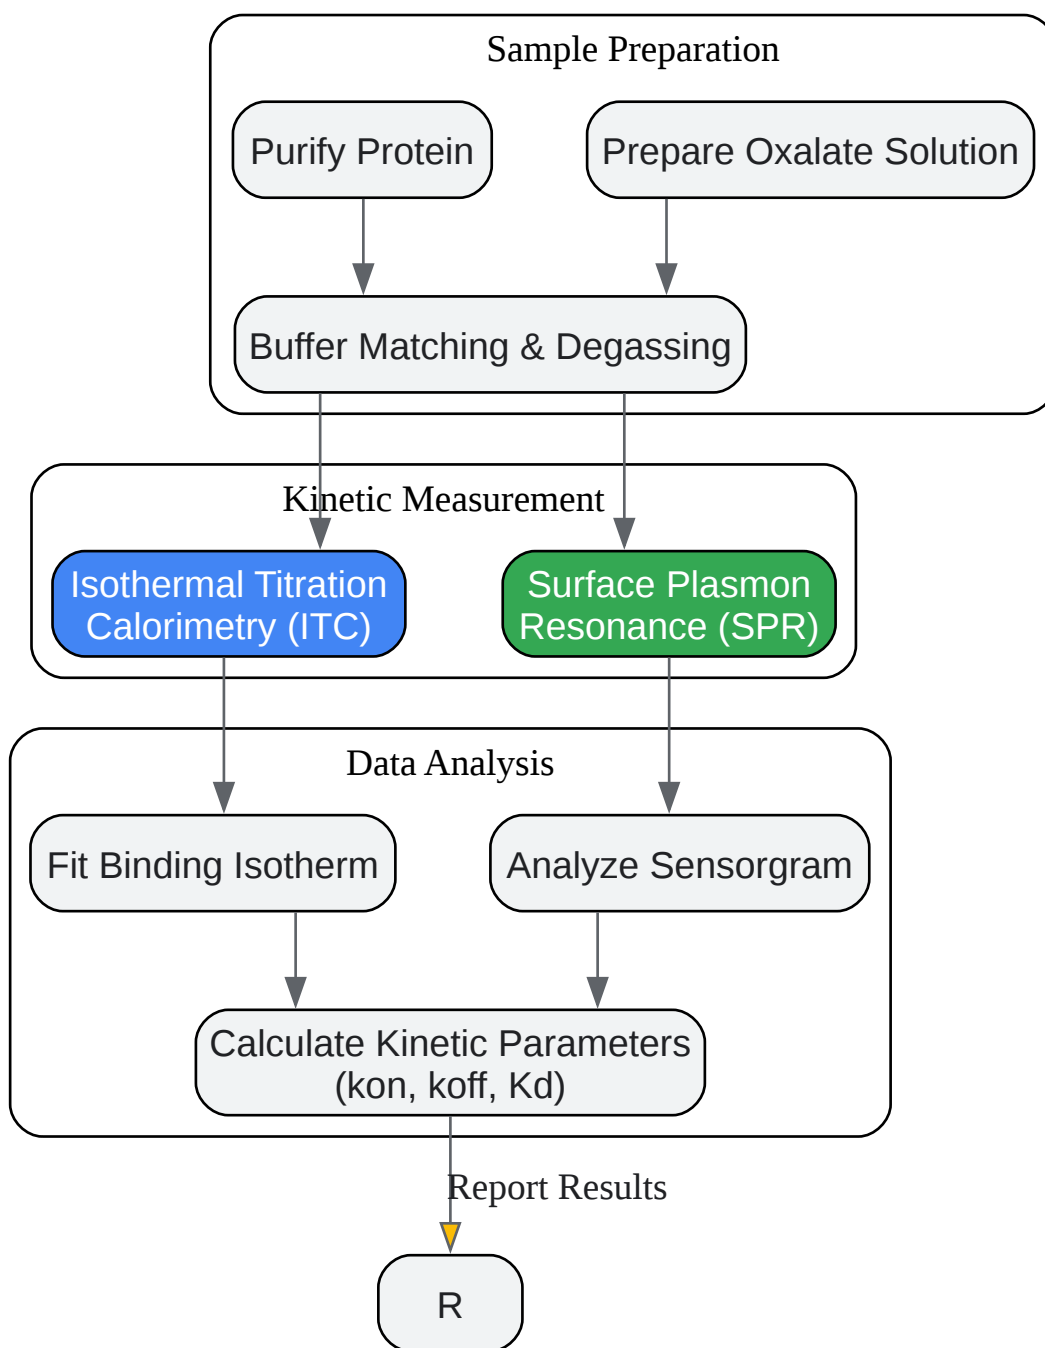 Sample Preparation
Purify Protein
Prepare Oxalate Solution
Buffer Matching & Degassing
Kinetic Measurement
Isothermal Titration
Calorimetry (ITC)
Surface Plasmon
Resonance (SPR)
Data Analysis
Fit Binding Isotherm
Analyze Sensorgram
Calculate Kinetic Parameters
(kon, koff, Kd)
Report Results
R